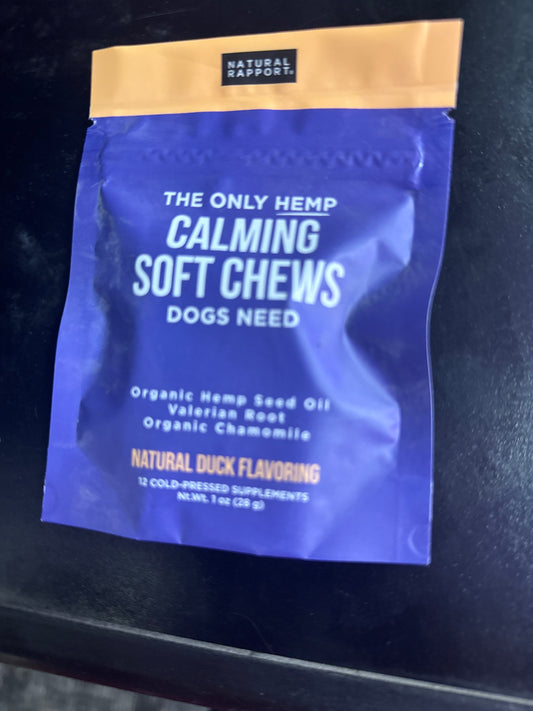 NATURAL
RAPPORT®
THE ONLY HEMP
CALMING
SOFT CHEWS
DOGS NEED
Organic Hemp Seed Oil
Valerian Root
Organic Chamomile
NATURAL DUCK FLAVORING
12 COLD-PRESSED SUPPLEMENTS
Nt.Wt. 1 oz (28 g)